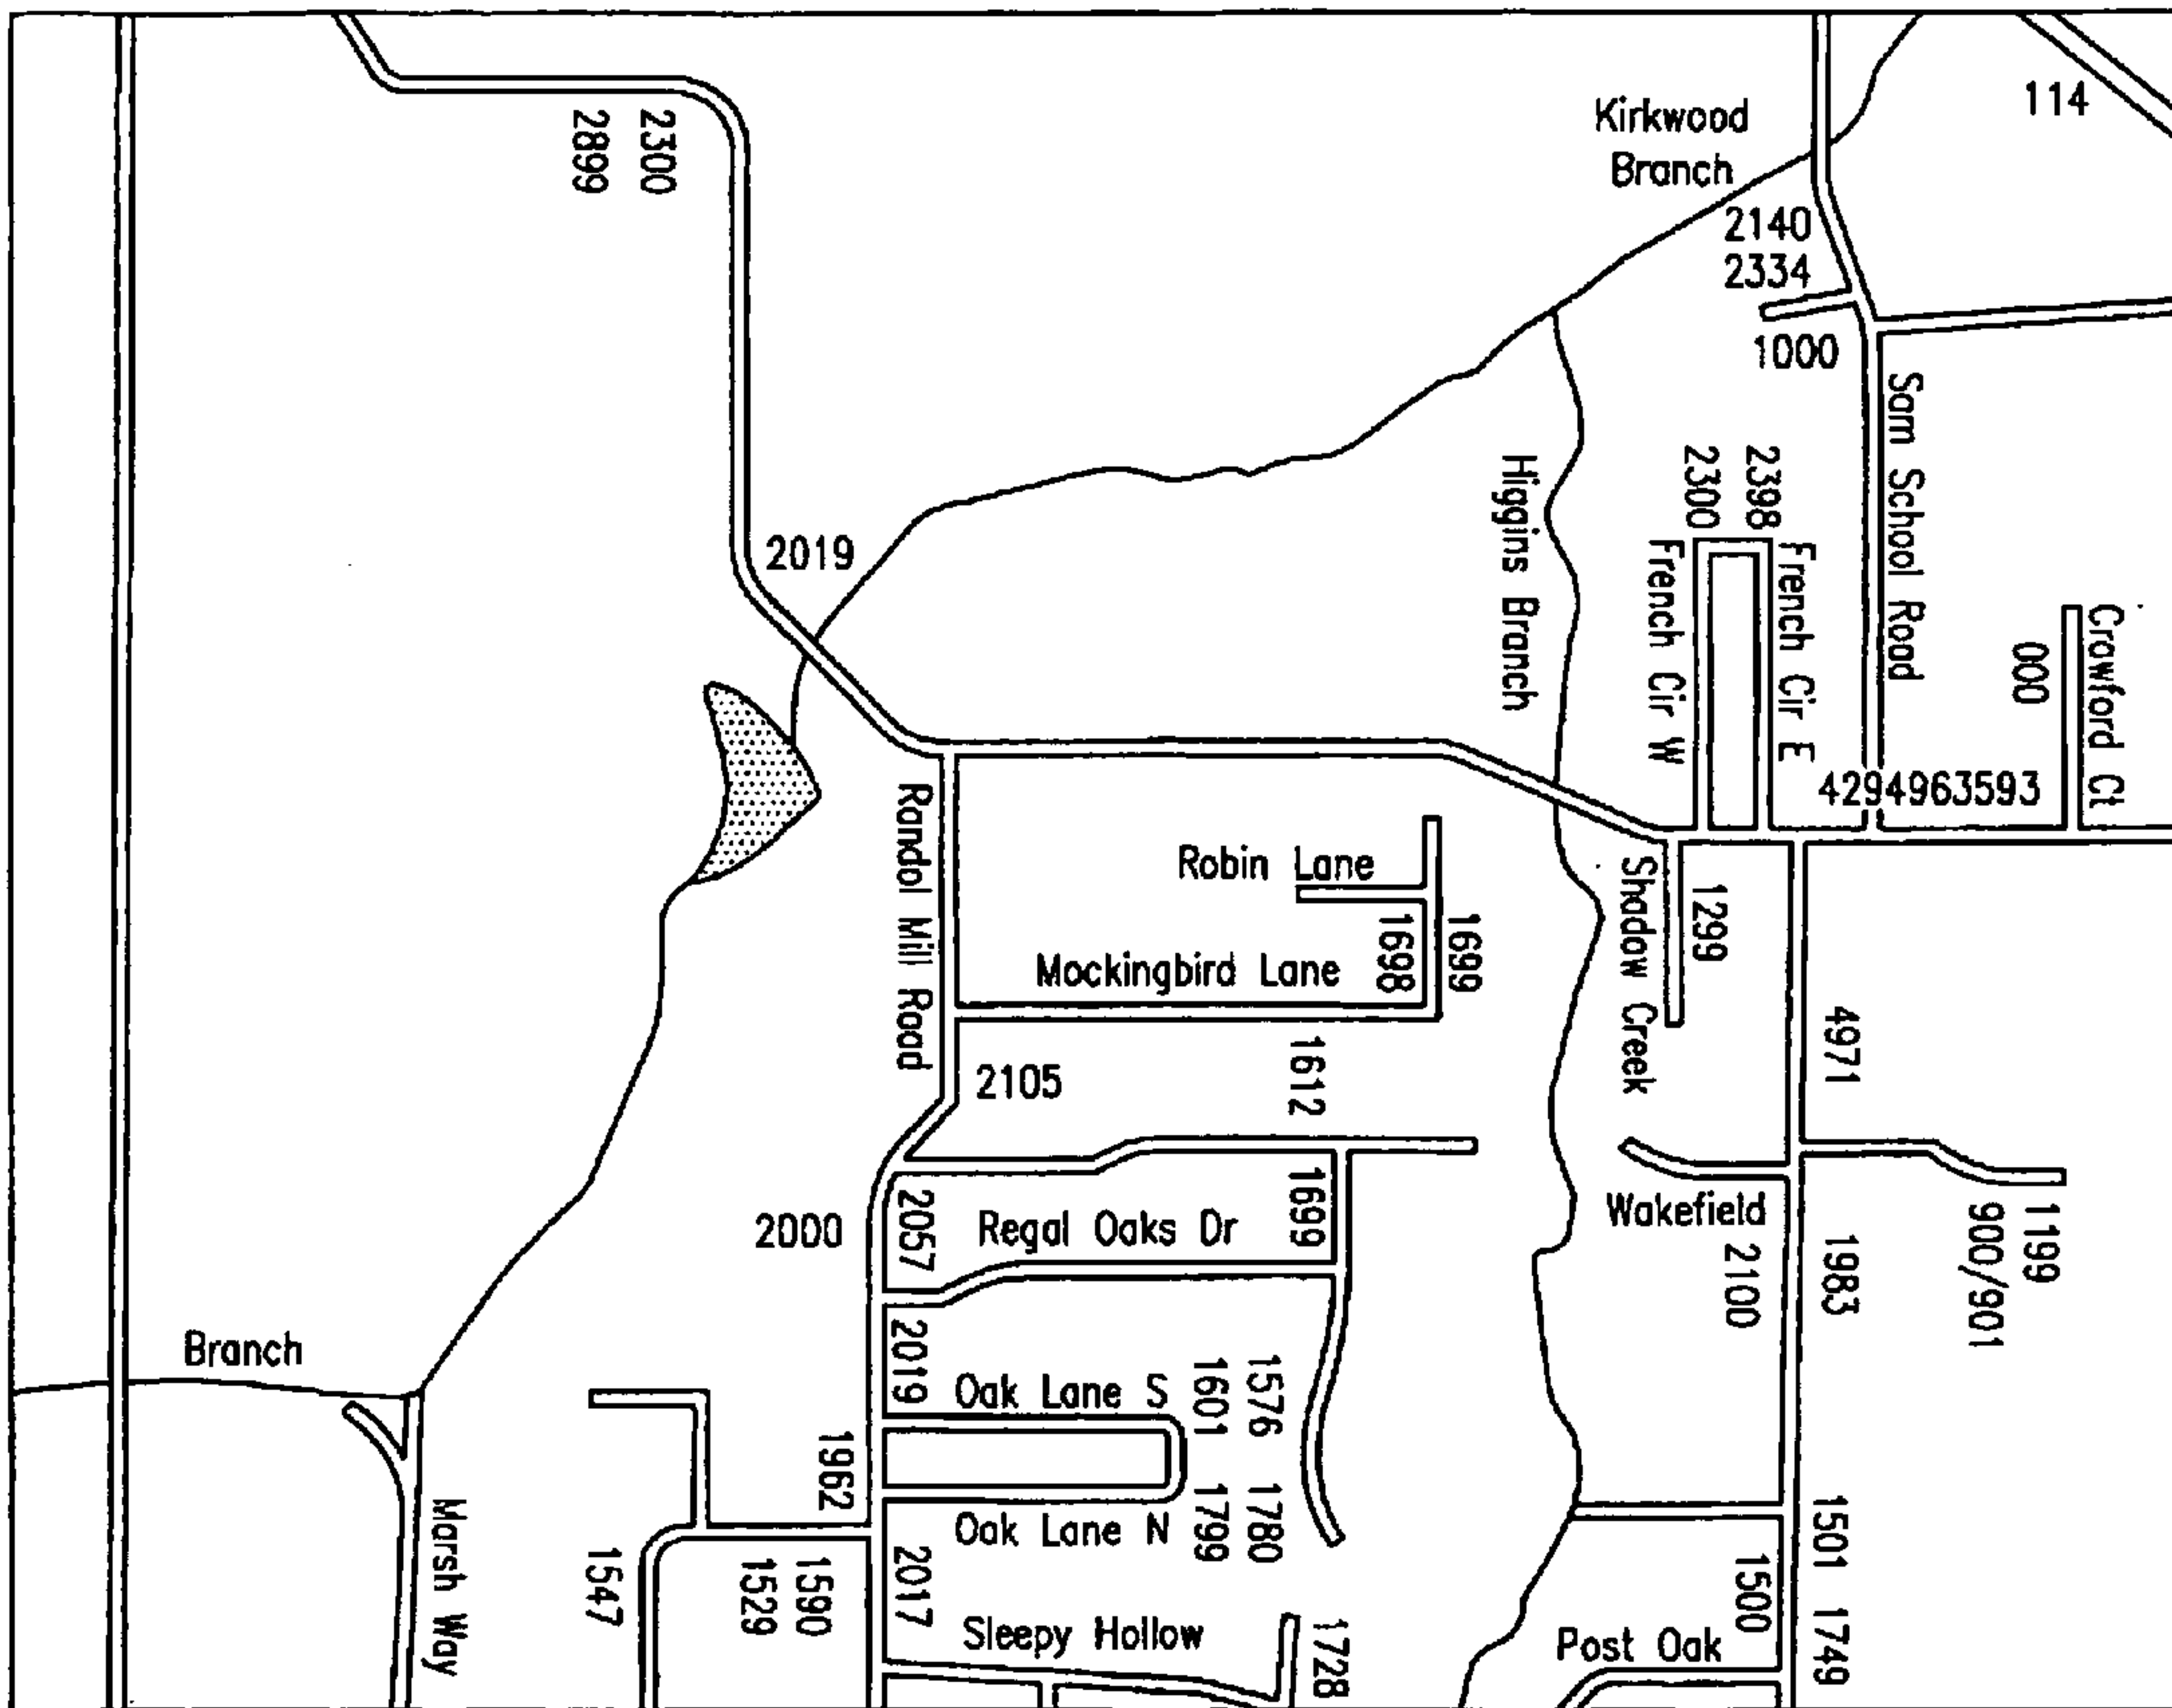 114
Kirkwood
Branch
2300
2899
2140
2334
1000
Sam School Road
2398
2300
Higgins Branch
French Cir E
French Cir W
2019
Crawford Ct
000
4294963593
Randol Mill Road
Robin Lane
1699
1698
Shadow Creek
1299
Mockingbird Lane
4971
2105
1612
1699
2057
Regal Oaks Dr
2000
Wakefield
2100
1983
1199
900/901
Branch
2019
Oak Lane S
1576
1601
1962
Oak Lane N
1780
1799
Marsh Way
1547
1590
1529
2017
Sleepy Hollow
1728
1501 1749
1500
Post Oak